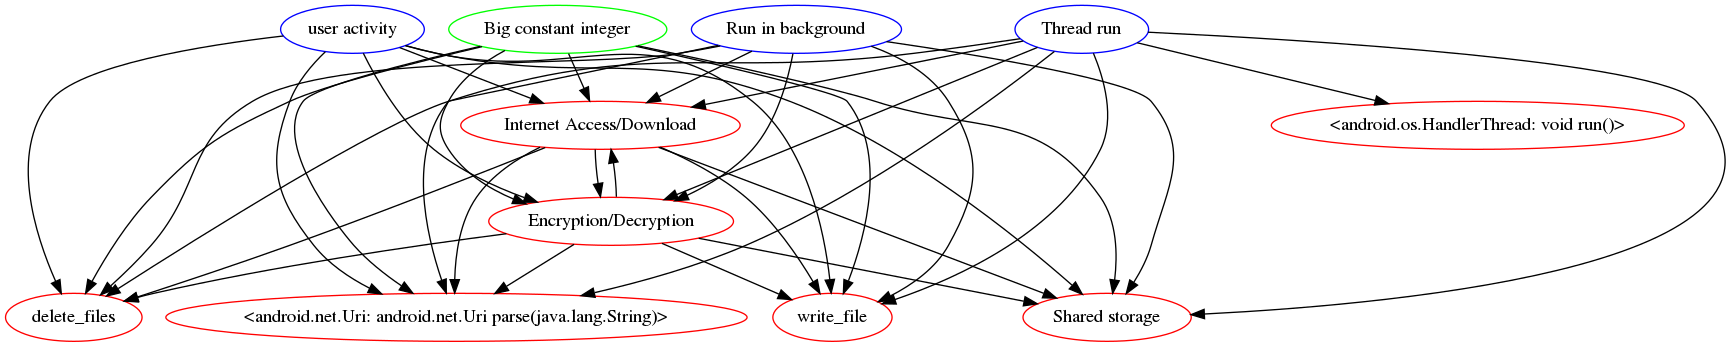 user activity
Big constant integer
Run in background
Thread run
Internet Access/Download
<android.os.HandlerThread: void run()>
Encryption/Decryption
delete_files
<android.net.Uri: android.net.Uri parse(java.lang.String)>
write_file
Shared storage